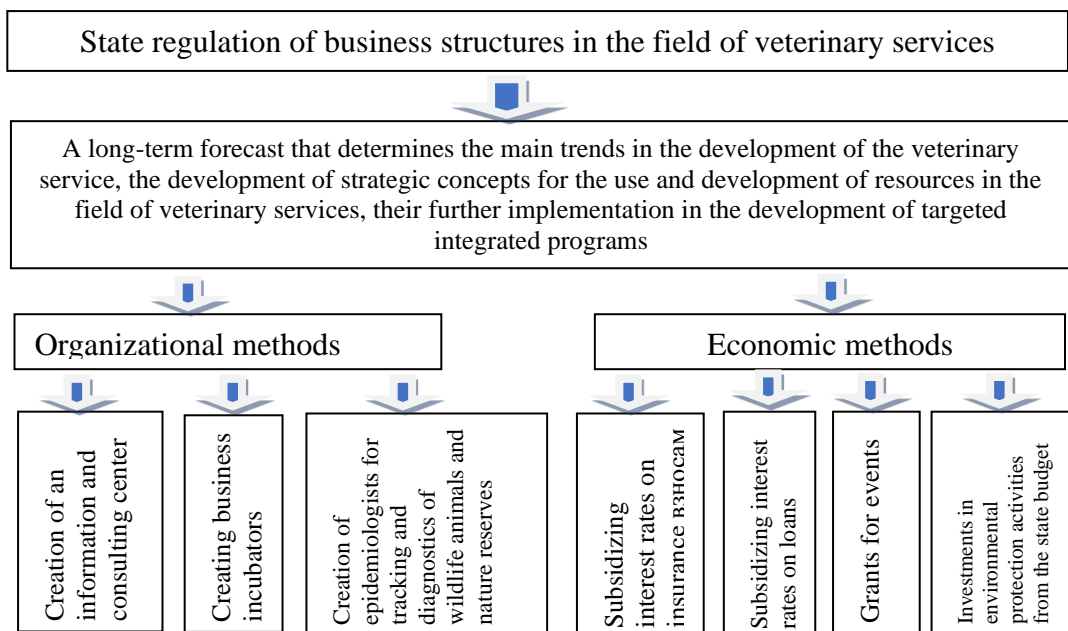 State regulation of business structures in the field of veterinary services
A long-term forecast that determines the main trends in the development of the veterinary
service, the development of strategic concepts for the use and development of resources in the
field of veterinary services, their further implementation in the development of targeted
integrated programs
Organizational methods
Economic methods
Creation of an
information and
consulting center
Creating business
incubators
Creation of
epidemiologists for
tracking and
diagnostics of
wildlife animals and
nature reserves
Subsidizing
interest rates on
insurance взносам
Subsidizing interest
rates on loans
Grants for events
Investments in
environmental
protection activities
from the state budget